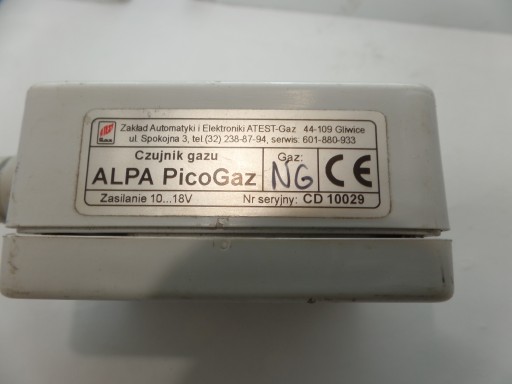 Zakład Automatyki i Elektroniki ATEST-Gaz 44-109 Gliwice
ul. Spokojna 3, tel (32) 238-87-94, serwis: 601-880-933
Czujnik gazu Gaz:
ALPA PicoGaz NG CE
Zasilanie 10...18V Nr seryjny: CD 10029